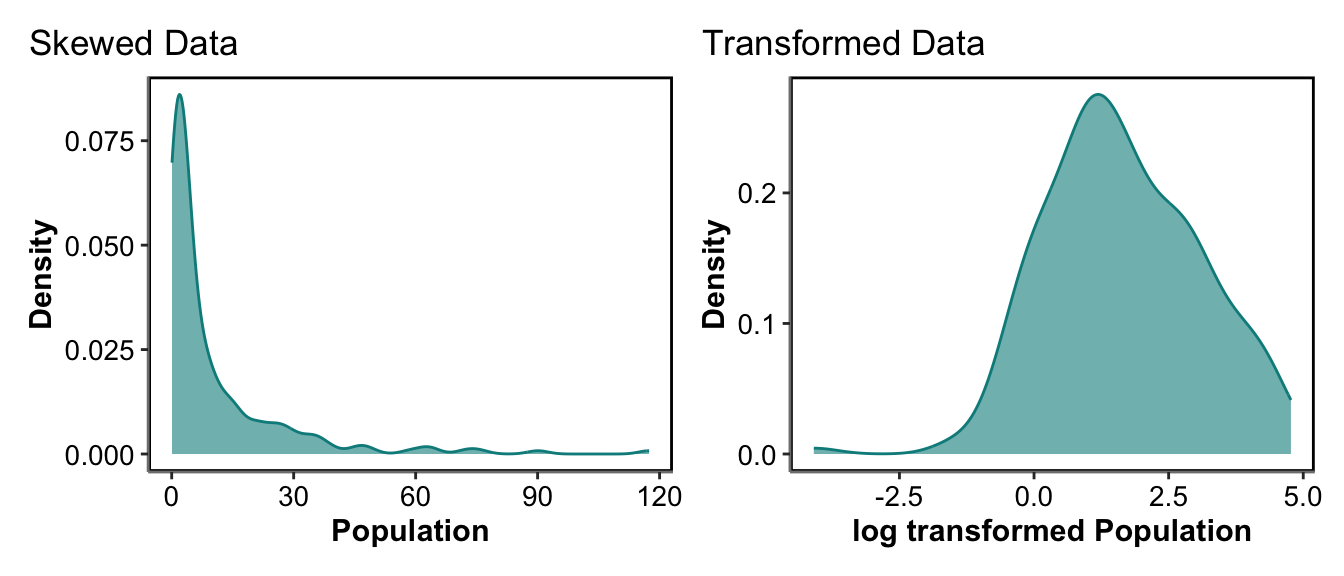 Skewed Data
Density
0.075
0.050
0.025
0.000
0 30 60 90 120
Population
Transformed Data
Density
0.2
0.1
0.0
-2.5 0.0 2.5 5.0
log transformed Population